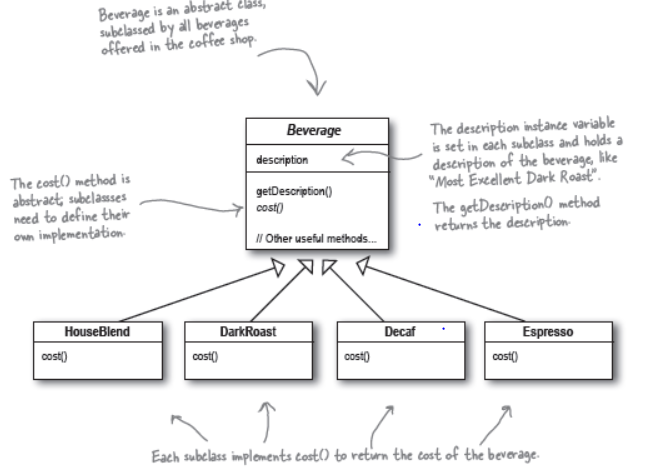 Beverage is an abstract class,
subclassed by all beverages
offered in the coffee shop.
Beverage
description
getDescription()
cost()
// Other useful methods...
The cost() method is
abstract; subclassses
need to define their
own implementation.
The description instance variable
is set in each subclass and holds a
description of the beverage, like
"Most Excellent Dark Roast".
The getDescription() method
returns the description.
HouseBlend
cost()
DarkRoast
cost()
Decaf
cost()
Espresso
cost()
Each subclass implements cost() to return the cost of the beverage.